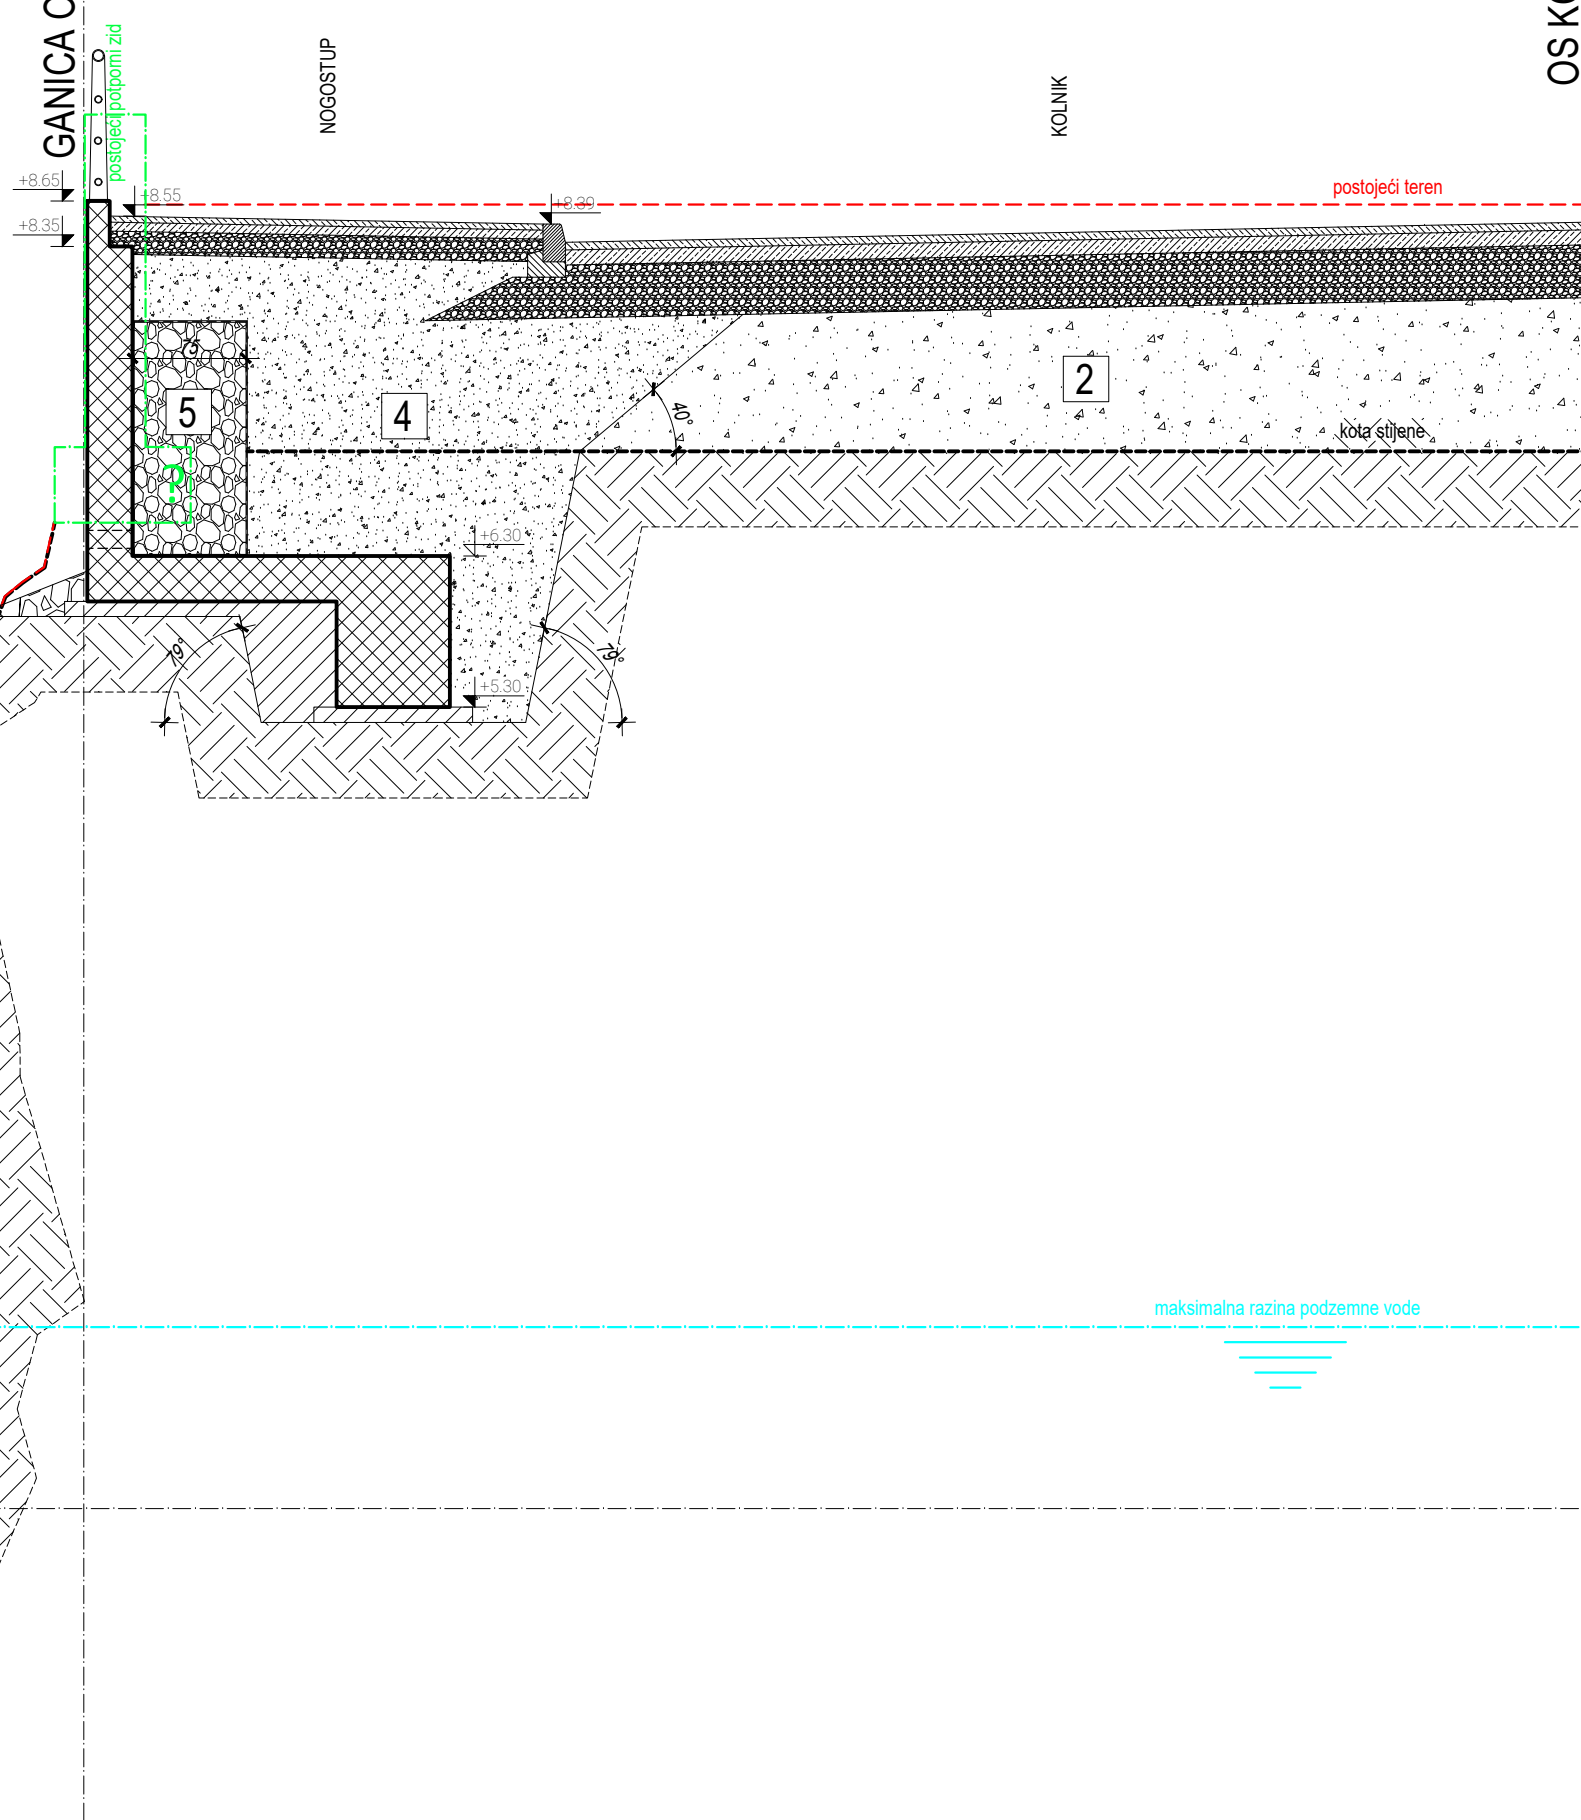 GANICA O
postojeći potporni zid
NOGOSTUP
KOLNIK
OS KO
+8.65
+8.55
+8.39
+8.35
postojeći teren
75
5
4
2
40°
kota stijene
?
+6.30
79°
79°
+5.30
maksimalna razina podzemne vode